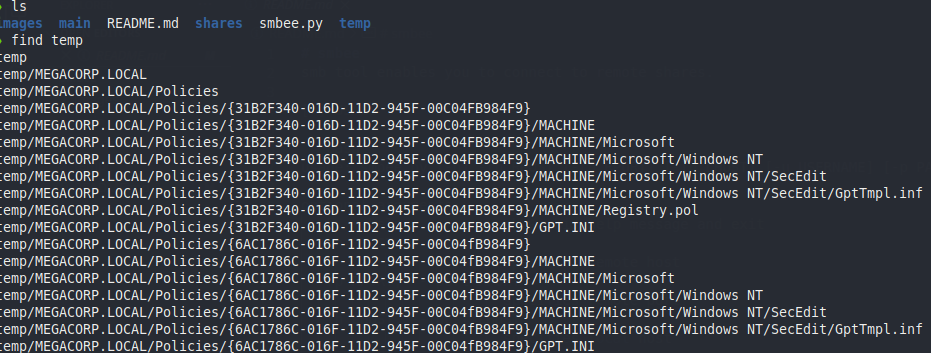 ls
images main README.md shares smbee.py temp
find temp
temp
temp/MEGACORP.LOCAL
temp/MEGACORP.LOCAL/Policies
temp/MEGACORP.LOCAL/Policies/{31B2F340-016D-11D2-945F-00C04FB984F9}
temp/MEGACORP.LOCAL/Policies/{31B2F340-016D-11D2-945F-00C04FB984F9}/MACHINE
temp/MEGACORP.LOCAL/Policies/{31B2F340-016D-11D2-945F-00C04FB984F9}/MACHINE/Microsoft
temp/MEGACORP.LOCAL/Policies/{31B2F340-016D-11D2-945F-00C04FB984F9}/MACHINE/Microsoft/Windows NT
temp/MEGACORP.LOCAL/Policies/{31B2F340-016D-11D2-945F-00C04FB984F9}/MACHINE/Microsoft/Windows NT/SecEdit
temp/MEGACORP.LOCAL/Policies/{31B2F340-016D-11D2-945F-00C04FB984F9}/MACHINE/Microsoft/Windows NT/SecEdit/GptTmpl.inf
temp/MEGACORP.LOCAL/Policies/{31B2F340-016D-11D2-945F-00C04FB984F9}/MACHINE/Registry.pol
temp/MEGACORP.LOCAL/Policies/{31B2F340-016D-11D2-945F-00C04FB984F9}/GPT.INI
temp/MEGACORP.LOCAL/Policies/{6AC1786C-016F-11D2-945F-00C04fB984F9}
temp/MEGACORP.LOCAL/Policies/{6AC1786C-016F-11D2-945F-00C04fB984F9}/MACHINE
temp/MEGACORP.LOCAL/Policies/{6AC1786C-016F-11D2-945F-00C04fB984F9}/MACHINE/Microsoft
temp/MEGACORP.LOCAL/Policies/{6AC1786C-016F-11D2-945F-00C04fB984F9}/MACHINE/Microsoft/Windows NT
temp/MEGACORP.LOCAL/Policies/{6AC1786C-016F-11D2-945F-00C04fB984F9}/MACHINE/Microsoft/Windows NT/SecEdit
temp/MEGACORP.LOCAL/Policies/{6AC1786C-016F-11D2-945F-00C04fB984F9}/MACHINE/Microsoft/Windows NT/SecEdit/GptTmpl.inf
temp/MEGACORP.LOCAL/Policies/{6AC1786C-016F-11D2-945F-00C04fB984F9}/GPT.INI